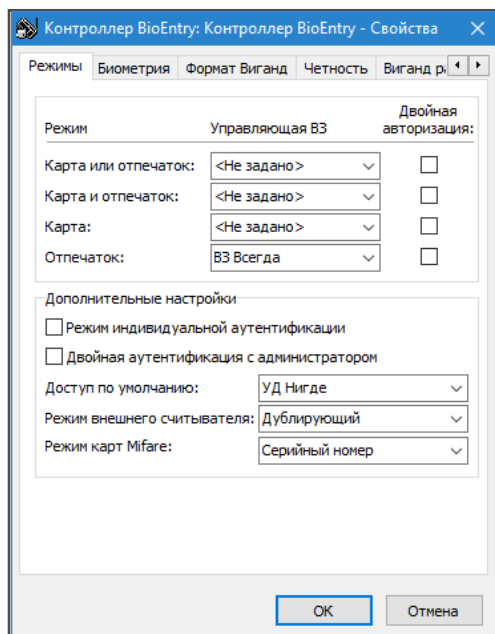 Контроллер BioEntry: Контроллер BioEntry - Свойства
Режимы Биометрия Формат Виганд Четность Виганд
Режим Управляющая ВЗ Двойная авторизация:
Карта или отпечаток: <Не задано>
Карта и отпечаток: <Не задано>
Карта: <Не задано>
Отпечаток: ВЗ Всегда
Дополнительные настройки
Режим индивидуальной аутентификации
Двойная аутентификация с администратором
Доступ по умолчанию: УД Нигде
Режим внешнего считывателя: Дублирующий
Режим карт Mifare: Серийный номер
OK Отмена